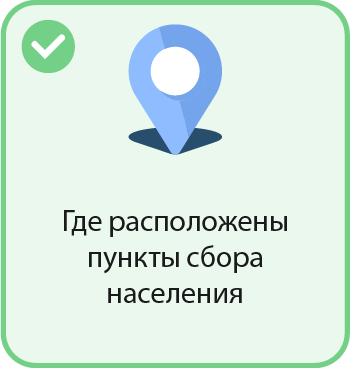 Где расположены
пункты сбора
населения